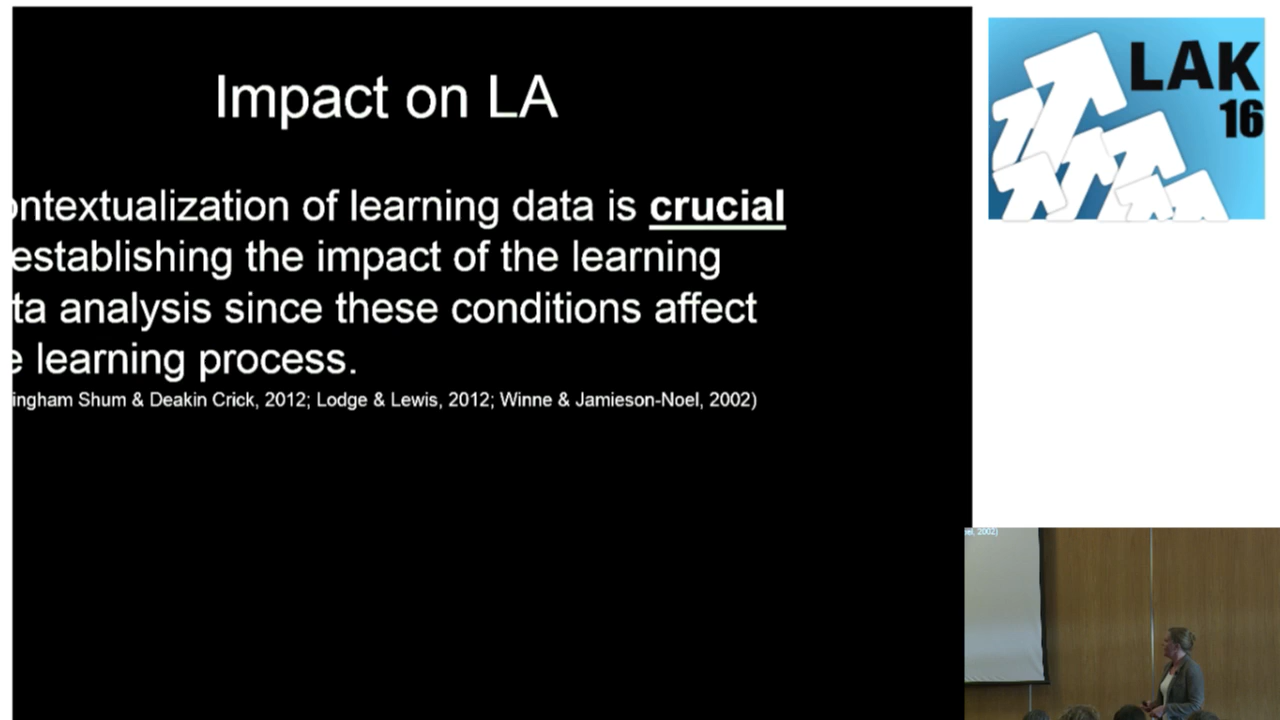 Impact on LA
ontextualization of learning data is crucial
establishing the impact of the learning
ta analysis since these conditions affect
e learning process.
ingham Shum & Deakin Crick, 2012; Lodge & Lewis, 2012; Winne & Jamieson-Noel, 2002)
LAK
16